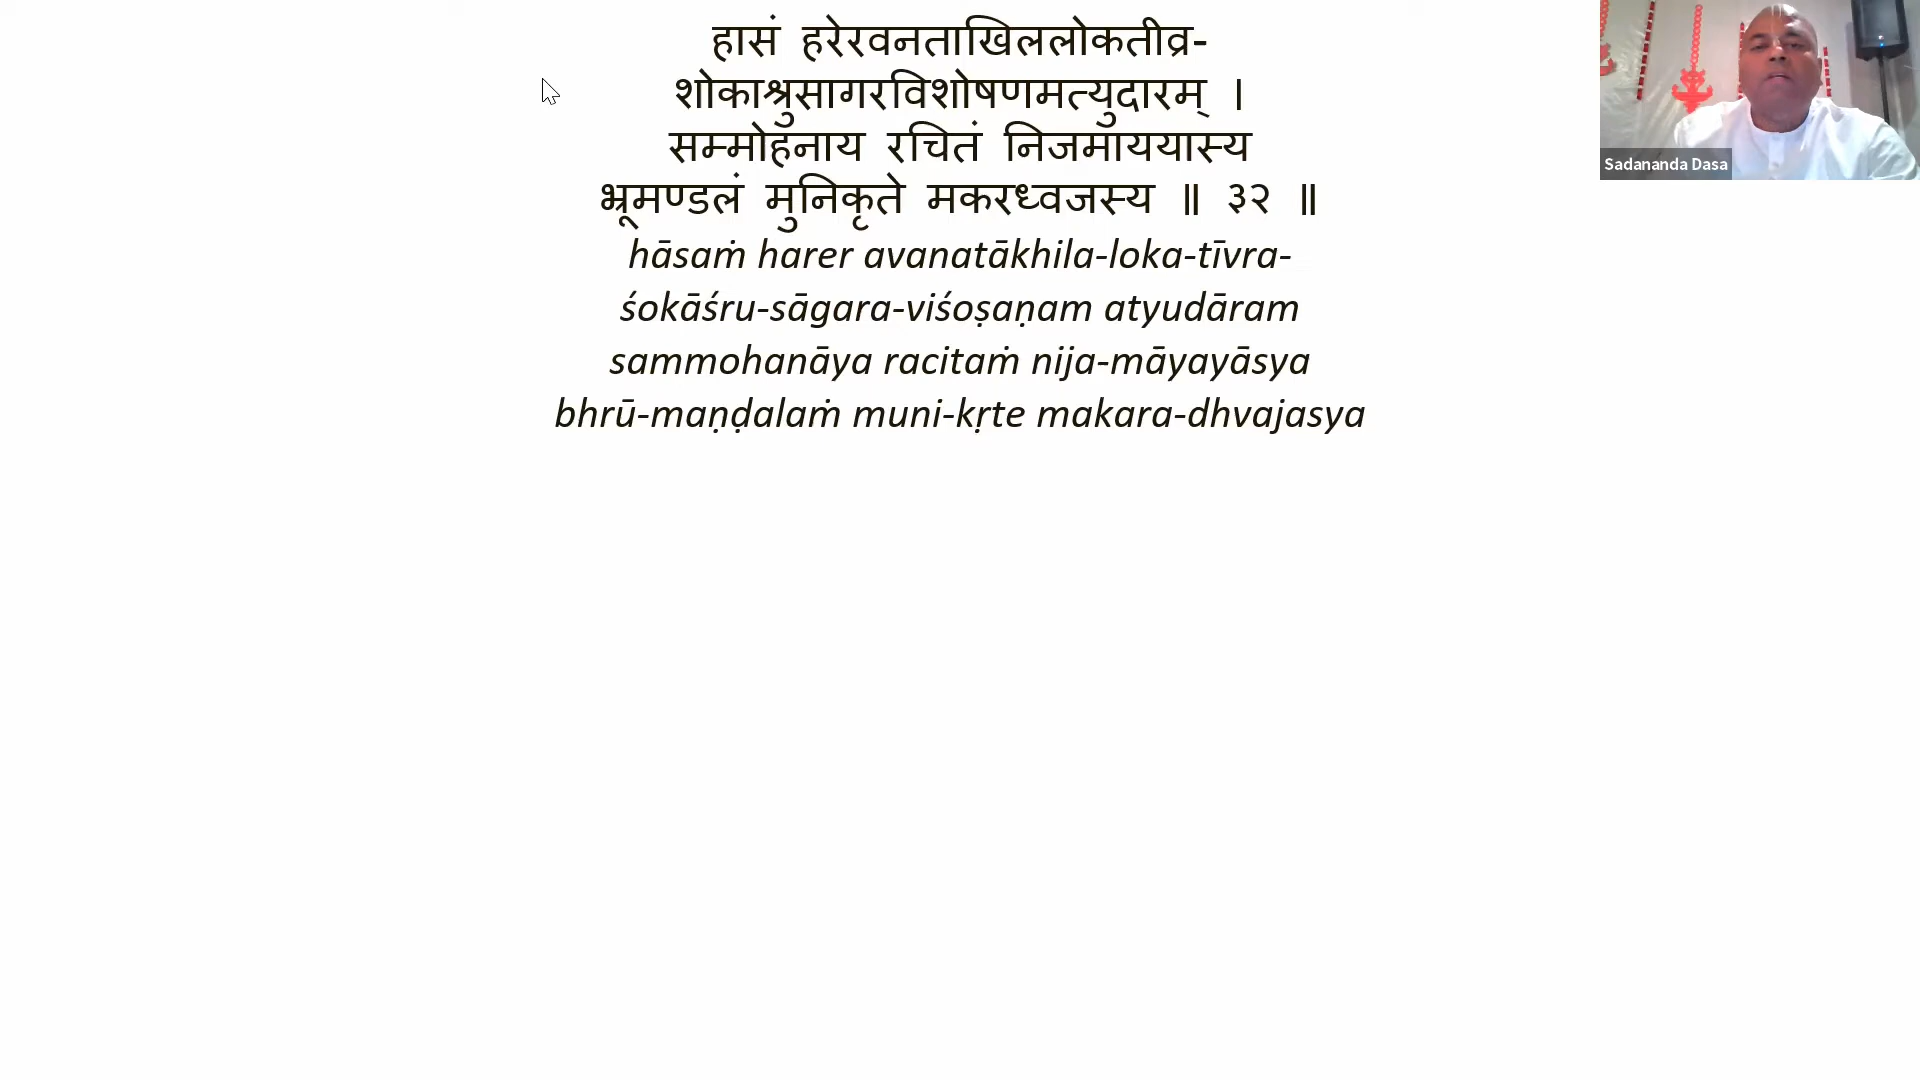 हासं हरेरवनताखिललोकतीव्र-
शोकाश्रुसागरविशोषणमत्युदारम् ।
सम्मोहनाय रचितं निजमाययास्य
भ्रूमण्डलं मुनिकृते मकरध्वजस्य ॥ ३२ ॥
hāsaṁ harer avanatākhila-loka-tīvra-
śokāśru-sāgara-viśoṣaṇam atyudāram
sammohanāya racitaṁ nija-māyayāsya
bhrū-maṇḍalaṁ muni-kṛte makara-dhvajasya
Sadananda Dasa